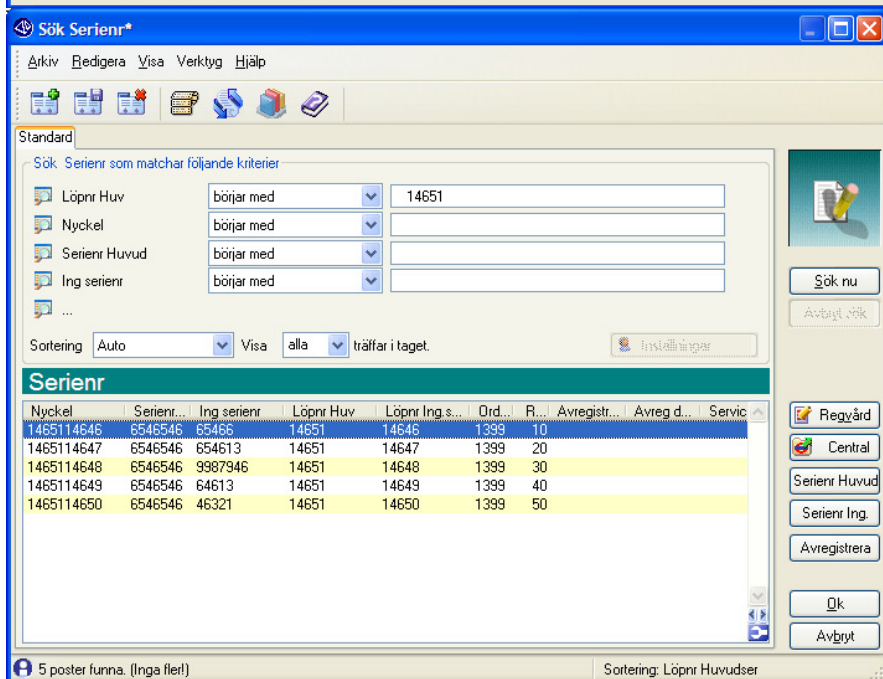 Sök Serienr*
Arkiv Redigera Visa Verktyg Hjälp
Standard
Sök Serienr som matchar följande kriterier
Löpnr Huv börjar med 14651
Nyckel börjar med
Serienr Huvud börjar med
Ing serienr börjar med
...
Sortering Auto Visa alla träffar i taget. Inställningar
Sök nu
Avbryt sök
Serienr
Nyckel Serienr... Ing serienr Löpnr Huv Löpnr Ing.s... Ord... R... Avregistr... Avreg d... Servic
1465114646 6546546 65466 14651 14646 1399 10
1465114647 6546546 654613 14651 14647 1399 20
1465114648 6546546 9987946 14651 14648 1399 30
1465114649 6546546 64613 14651 14649 1399 40
1465114650 6546546 46321 14651 14650 1399 50
Regvård
Central
Serienr Huvud
Serienr Ing.
Avregistrera
Ok
Avbryt
5 poster funna. (Inga fler!) Sortering: Löpnr Huvudser